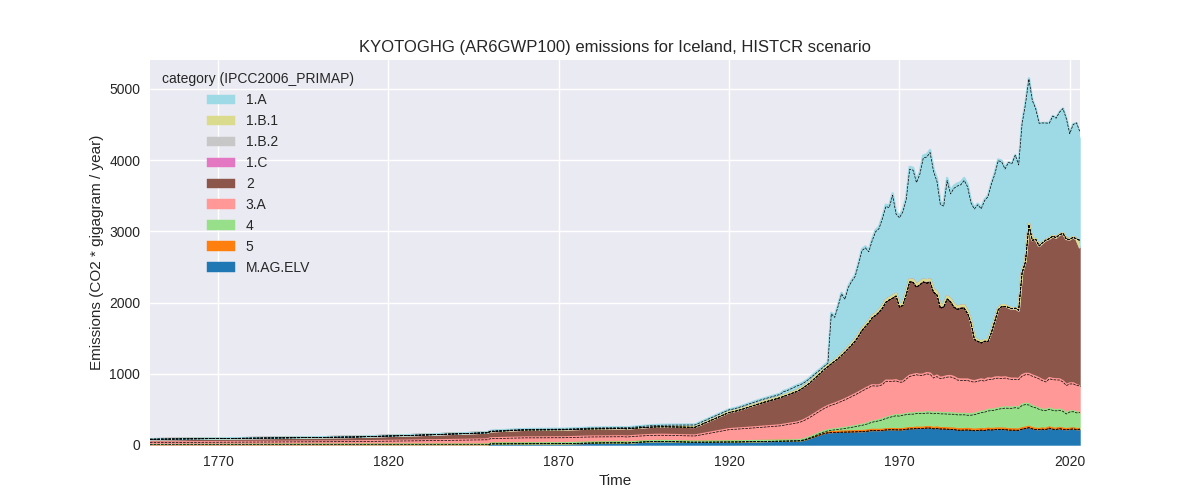 KYOTOGHG (AR6GWP100) emissions for Iceland, HISTCR scenario
category (IPCC2006_PRIMAP)
1.A
1.B.1
1.B.2
1.C
2
3.A
4
5
M.AG.ELV
Emissions (CO2 * gigagram / year)
5000
4000
3000
2000
1000
0
1770
1820
1870
1920
1970
2020
Time